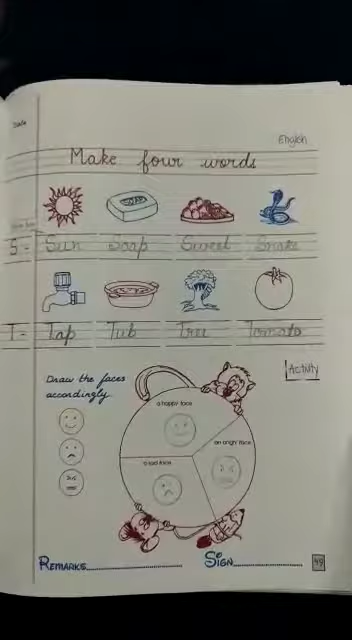 Date
English
Make four words
SOAP
S - Sun Soap Sweet Snake
T - Tap Tub Tree Tomato
Activity
Draw the faces
accordingly.
a happy face
an angry face
a sad face
REMARKS
SIGN
49